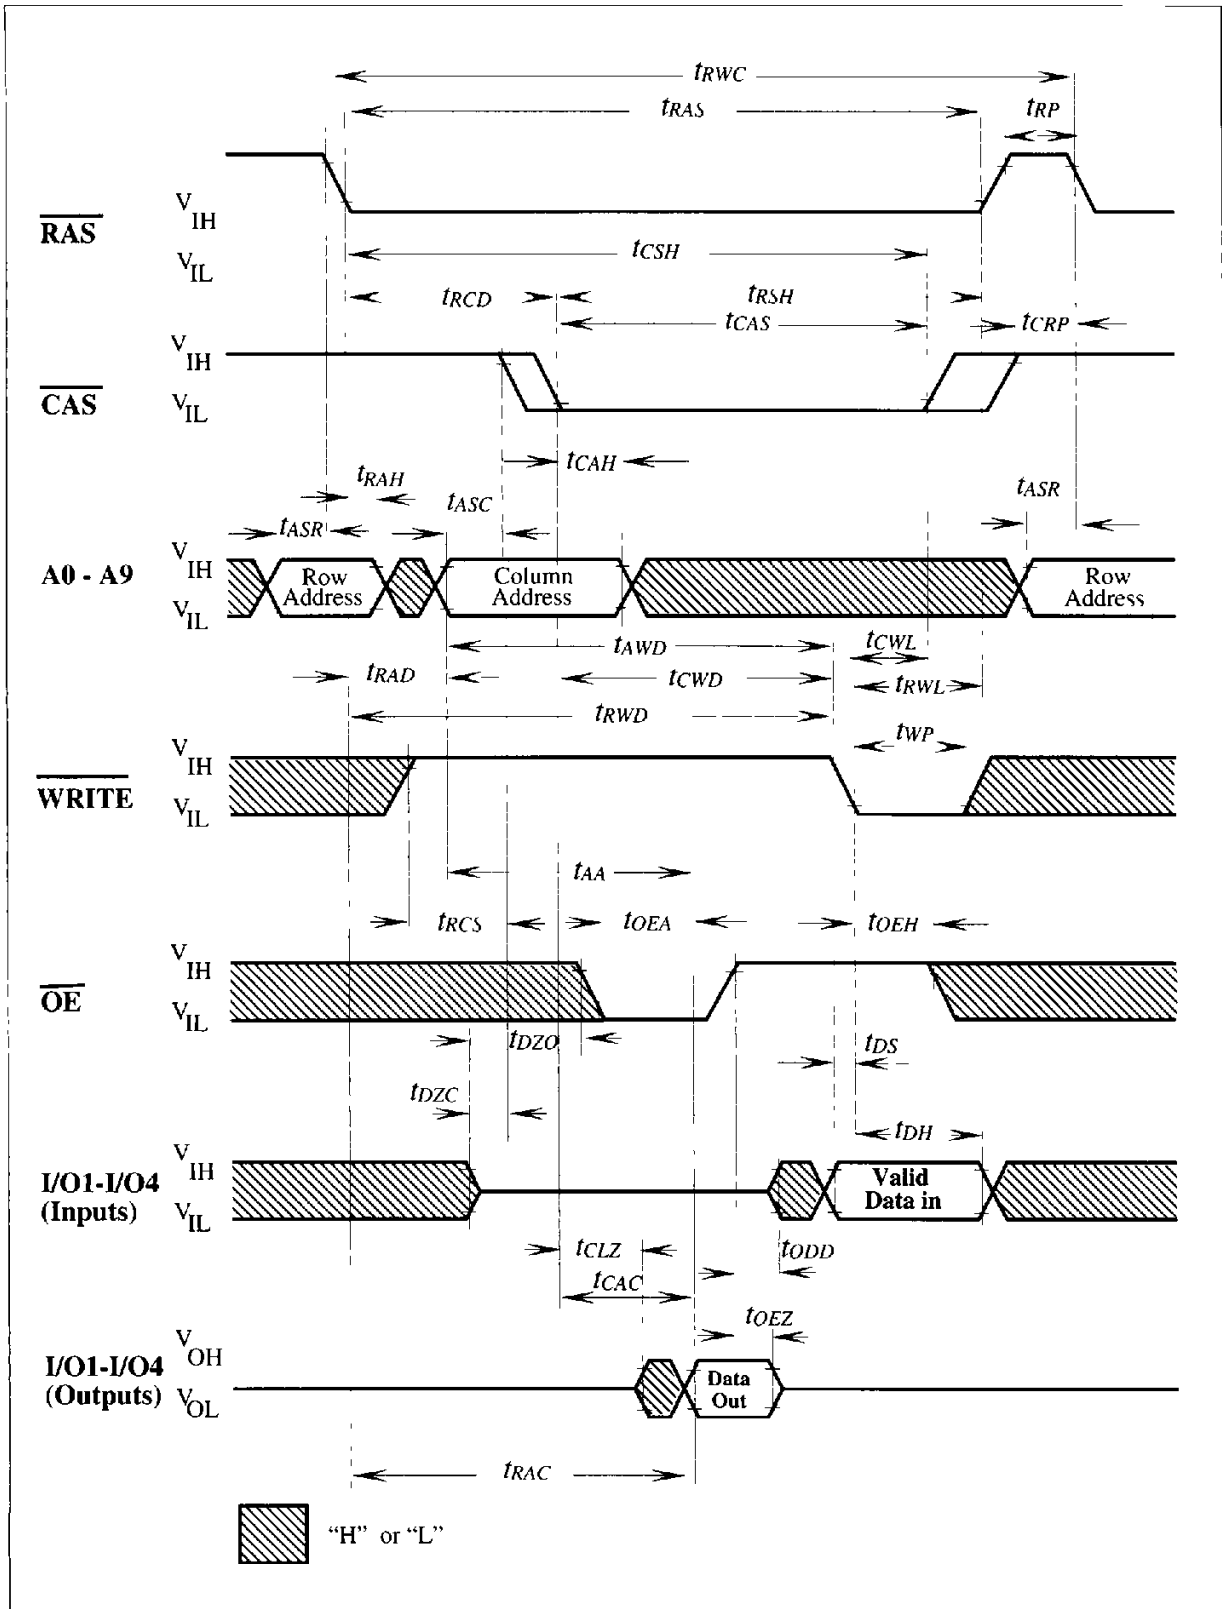 tRWC
tRAS
tRP
RAS
VIH
VIL
tCSH
tRCD
tRSH
tCAS
tCRP
CAS
VIH
VIL
tCAH
tRAH
tASC
tASR
tASR
A0 - A9
VIH
VIL
Row
Address
Column
Address
Row
Address
tAWD
tCWL
tRAD
tCWD
tRWL
tRWD
tWP
WRITE
VIH
VIL
tAA
tRCS
tOEA
tOEH
OE
VIH
VIL
tDZO
tDS
tDZC
tDH
I/O1-I/O4
(Inputs)
VIH
VIL
Valid
Data in
tCLZ
tODD
tCAC
tOEZ
I/O1-I/O4
(Outputs)
VOH
VOL
Data
Out
tRAC
“H” or “L”